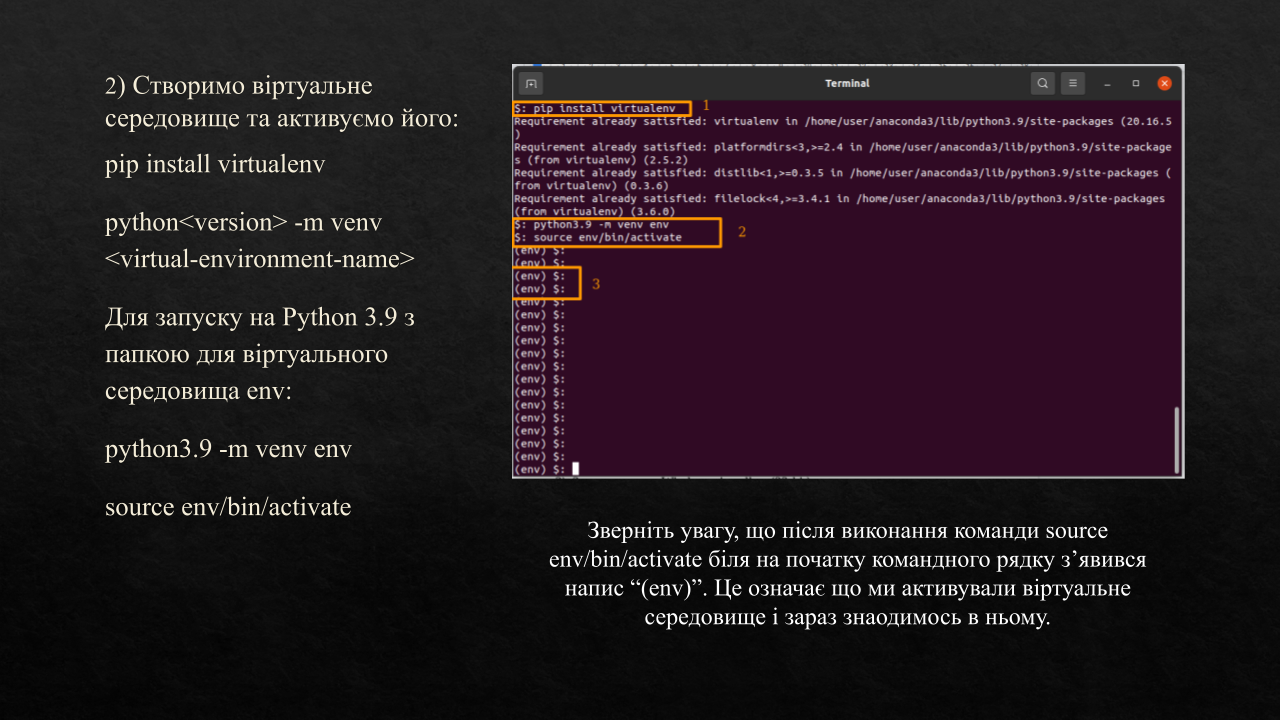 2) Створимо віртуальне
середовище та активуємо його:
pip install virtualenv
python<version> -m venv
<virtual-environment-name>
Для запуску на Python 3.9 з
папкою для віртуального
середовища env:
python3.9 -m venv env
source env/bin/activate
Terminal
$: pip install virtualenv 1
Requirement already satisfied: virtualenv in /home/user/anaconda3/lib/python3.9/site-packages (20.16.5
)
Requirement already satisfied: platformdirs<3,>=2.4 in /home/user/anaconda3/lib/python3.9/site-package
s (from virtualenv) (2.5.2)
Requirement already satisfied: distlib<1,>=0.3.5 in /home/user/anaconda3/lib/python3.9/site-packages (
from virtualenv) (0.3.6)
Requirement already satisfied: filelock<4,>=3.4.1 in /home/user/anaconda3/lib/python3.9/site-packages
(from virtualenv) (3.6.0)
$: python3.9 -m venv env
$: source env/bin/activate 2
(env) $:
(env) $:
(env) $:
(env) $: 3
(env) $:
(env) $:
(env) $:
(env) $:
(env) $:
(env) $:
(env) $:
(env) $:
(env) $:
(env) $:
(env) $:
(env) $:
(env) $:
(env) $:
Зверніть увагу, що після виконання команди source
env/bin/activate біля на початку командного рядку з’явився
напис “(env)”. Це означає що ми активували віртуальне
середовище і зараз знаодимось в ньому.